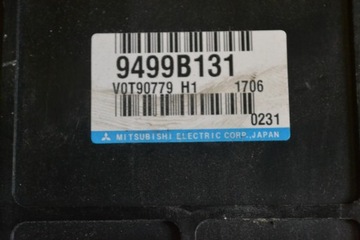 9499B131
V0T90779 H1 1706
0231
MITSUBISHI ELECTRIC CORP. JAPAN